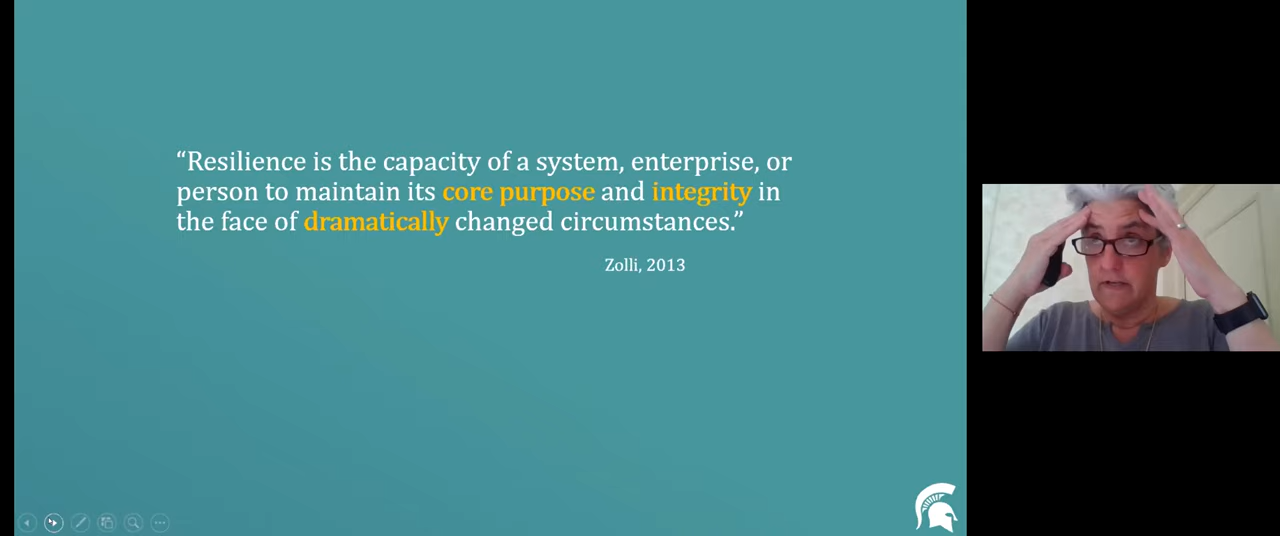 “Resilience is the capacity of a system, enterprise, or
person to maintain its core purpose and integrity in
the face of dramatically changed circumstances.”
Zolli, 2013